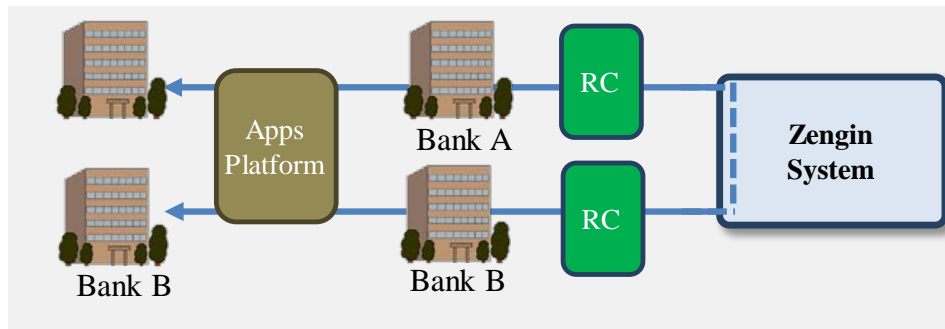 RC
Bank A
Apps
Platform
Zengin
System
RC
Bank B
Bank B